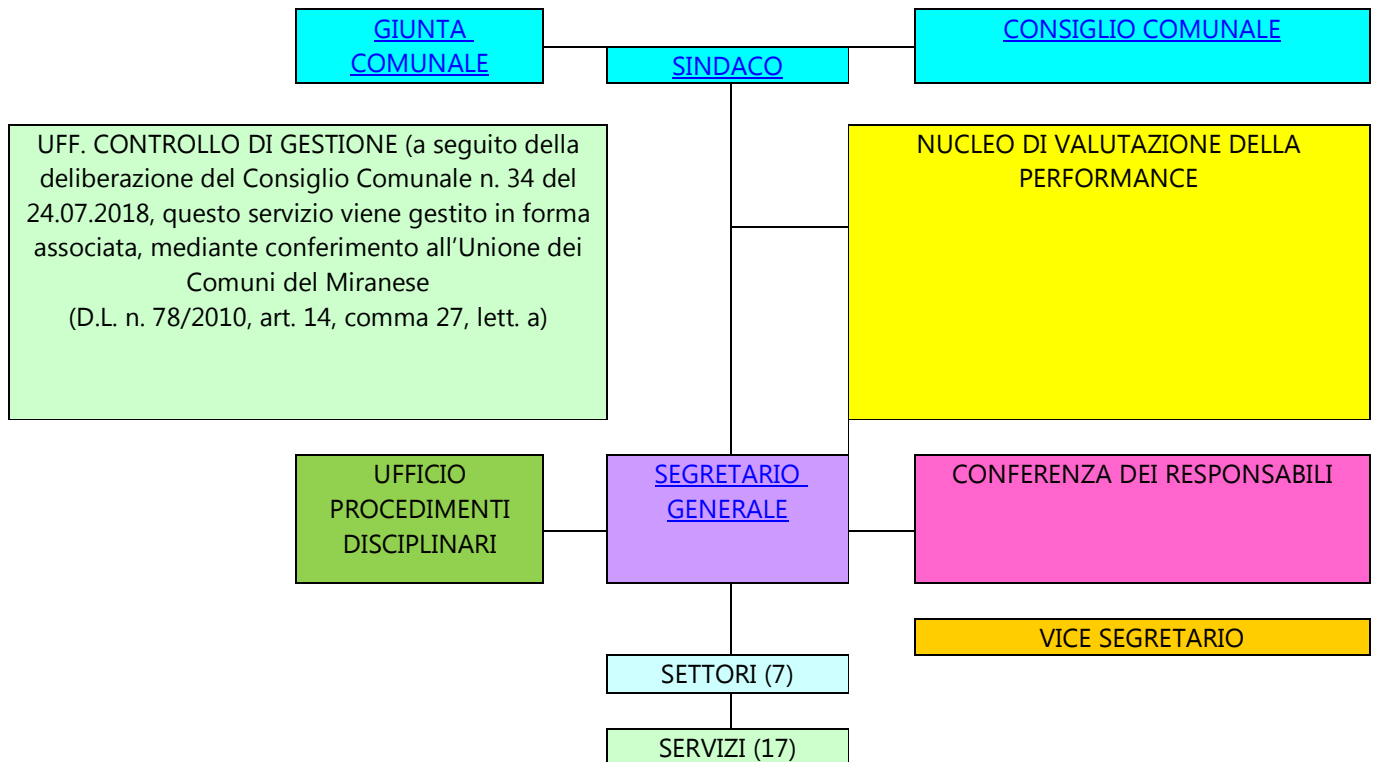 GIUNTA
COMUNALE
SINDACO
CONSIGLIO COMUNALE
UFF. CONTROLLO DI GESTIONE (a seguito della
deliberazione del Consiglio Comunale n. 34 del
24.07.2018, questo servizio viene gestito in forma
associata, mediante conferimento all’Unione dei
Comuni del Miranese
(D.L. n. 78/2010, art. 14, comma 27, lett. a)
NUCLEO DI VALUTAZIONE DELLA
PERFORMANCE
UFFICIO
PROCEDIMENTI
DISCIPLINARI
SEGRETARIO
GENERALE
CONFERENZA DEI RESPONSABILI
VICE SEGRETARIO
SETTORI (7)
SERVIZI (17)